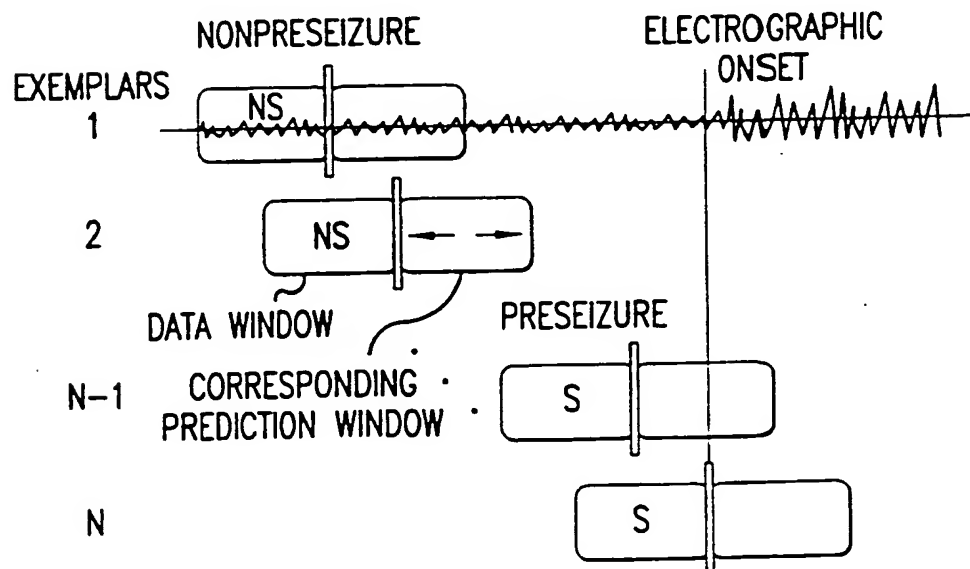 NONPRESEIZURE
ELECTROGRAPHIC
ONSET
EXEMPLARS
1
NS
2
NS
DATA WINDOW
PRESEIZURE
N-1
CORRESPONDING
PREDICTION WINDOW
S
N
S